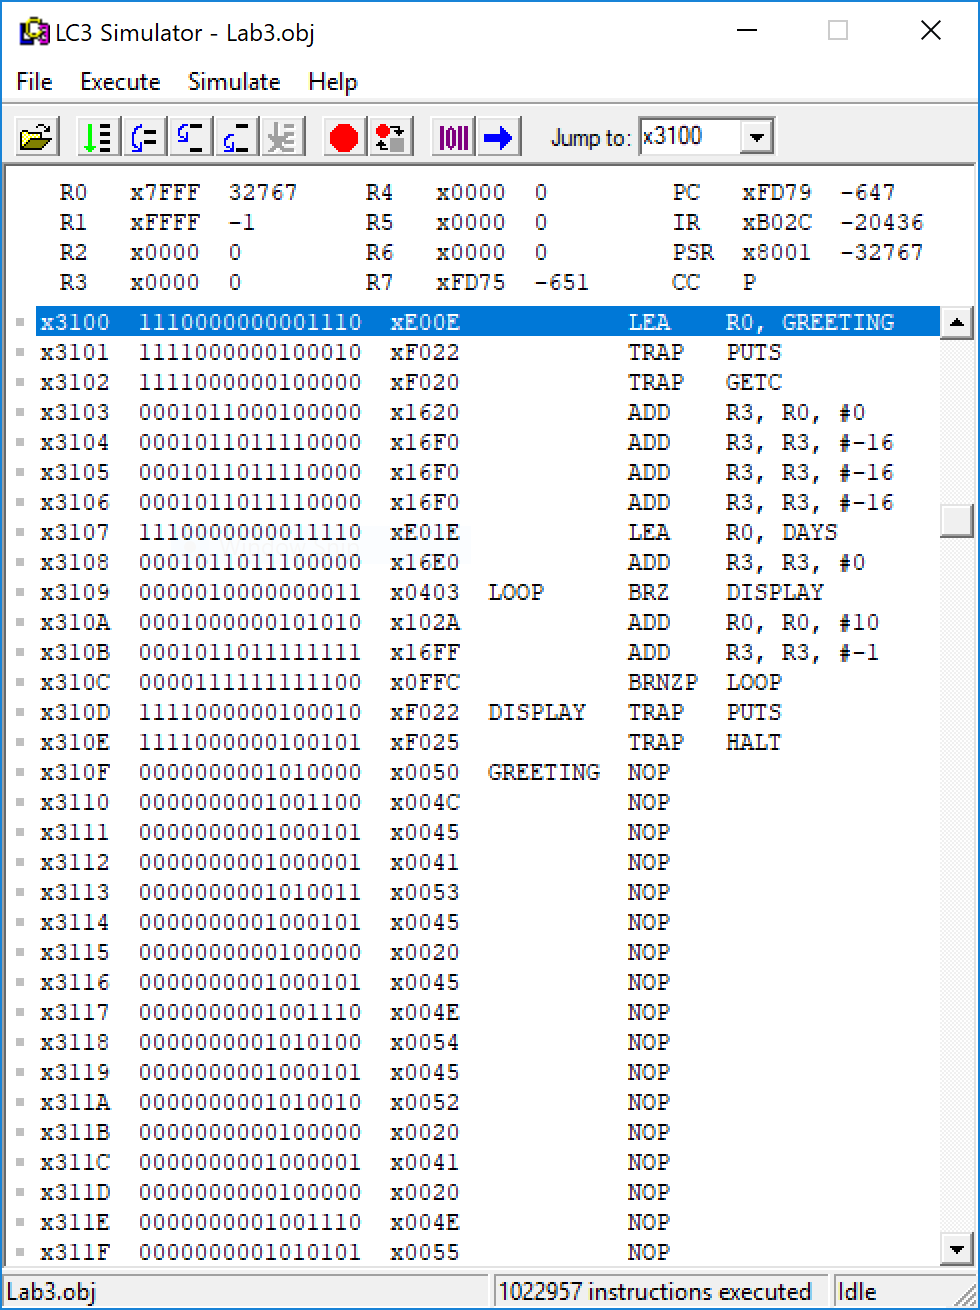 LC3 Simulator - Lab3.obj
File Execute Simulate Help
Jump to: x3100
R0 x7FFF 32767 R4 x0000 0 PC xFD79 -647
R1 xFFFF -1 R5 x0000 0 IR xB02C -20436
R2 x0000 0 R6 x0000 0 PSR x8001 -32767
R3 x0000 0 R7 xFD75 -651 CC P
x3100 1110000000001110 xE00E LEA R0, GREETING
x3101 1111000000100010 xF022 TRAP PUTS
x3102 1111000000100000 xF020 TRAP GETC
x3103 0001011000100000 x1620 ADD R3, R0, #0
x3104 0001011011110000 x16F0 ADD R3, R3, #-16
x3105 0001011011110000 x16F0 ADD R3, R3, #-16
x3106 0001011011110000 x16F0 ADD R3, R3, #-16
x3107 1110000000011110 xE01E LEA R0, DAYS
x3108 0001011011100000 x16E0 ADD R3, R3, #0
x3109 0000010000000011 x0403 LOOP BRZ DISPLAY
x310A 0001000000101010 x102A ADD R0, R0, #10
x310B 0001011011111111 x16FF ADD R3, R3, #-1
x310C 0000111111111100 x0FFC BRNZP LOOP
x310D 1111000000100010 xF022 DISPLAY TRAP PUTS
x310E 1111000000100101 xF025 TRAP HALT
x310F 0000000001010000 x0050 GREETING NOP
x3110 0000000001001100 x004C NOP
x3111 0000000001000101 x0045 NOP
x3112 0000000001000001 x0041 NOP
x3113 0000000001010011 x0053 NOP
x3114 0000000001000101 x0045 NOP
x3115 0000000000100000 x0020 NOP
x3116 0000000001000101 x0045 NOP
x3117 0000000001001110 x004E NOP
x3118 0000000001010100 x0054 NOP
x3119 0000000001000101 x0045 NOP
x311A 0000000001010010 x0052 NOP
x311B 0000000000100000 x0020 NOP
x311C 0000000001000001 x0041 NOP
x311D 0000000000100000 x0020 NOP
x311E 0000000001001110 x004E NOP
x311F 0000000001010101 x0055 NOP
Lab3.obj 1022957 instructions executed Idle